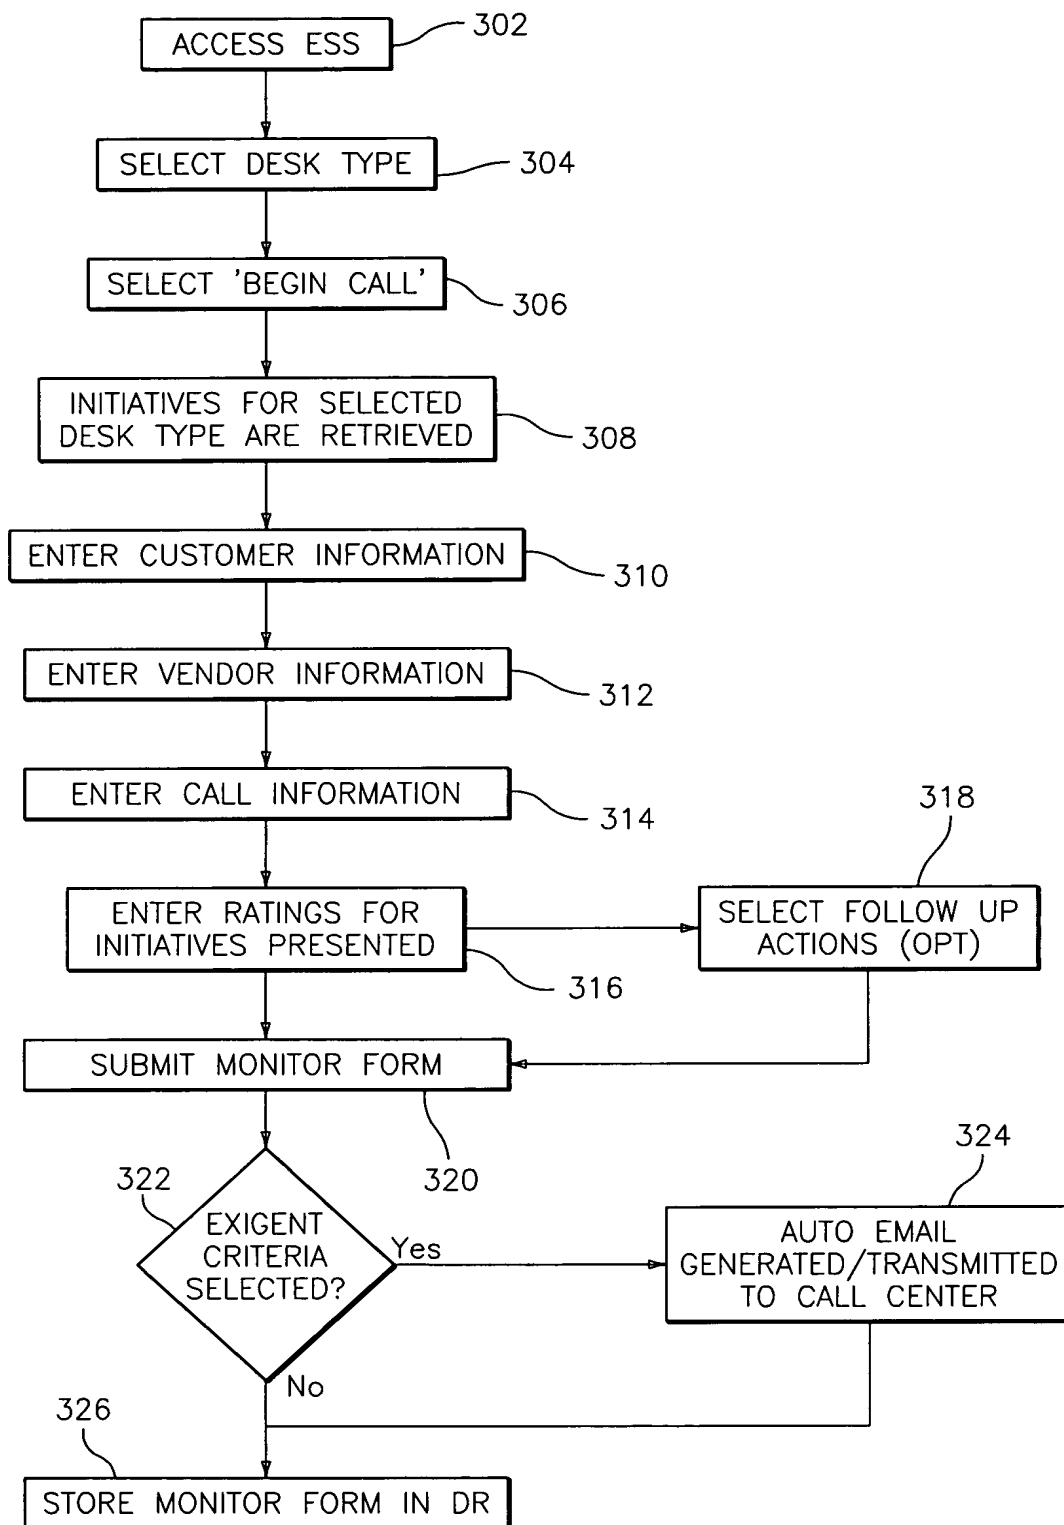 ACCESS ESS
302
SELECT DESK TYPE
304
SELECT 'BEGIN CALL'
306
INITIATIVES FOR SELECTED
DESK TYPE ARE RETRIEVED
308
ENTER CUSTOMER INFORMATION
310
ENTER VENDOR INFORMATION
312
ENTER CALL INFORMATION
314
ENTER RATINGS FOR
INITIATIVES PRESENTED
316
318
SELECT FOLLOW UP
ACTIONS (OPT)
SUBMIT MONITOR FORM
320
322
EXIGENT
CRITERIA
SELECTED?
Yes
324
AUTO EMAIL
GENERATED/TRANSMITTED
TO CALL CENTER
No
326
STORE MONITOR FORM IN DR